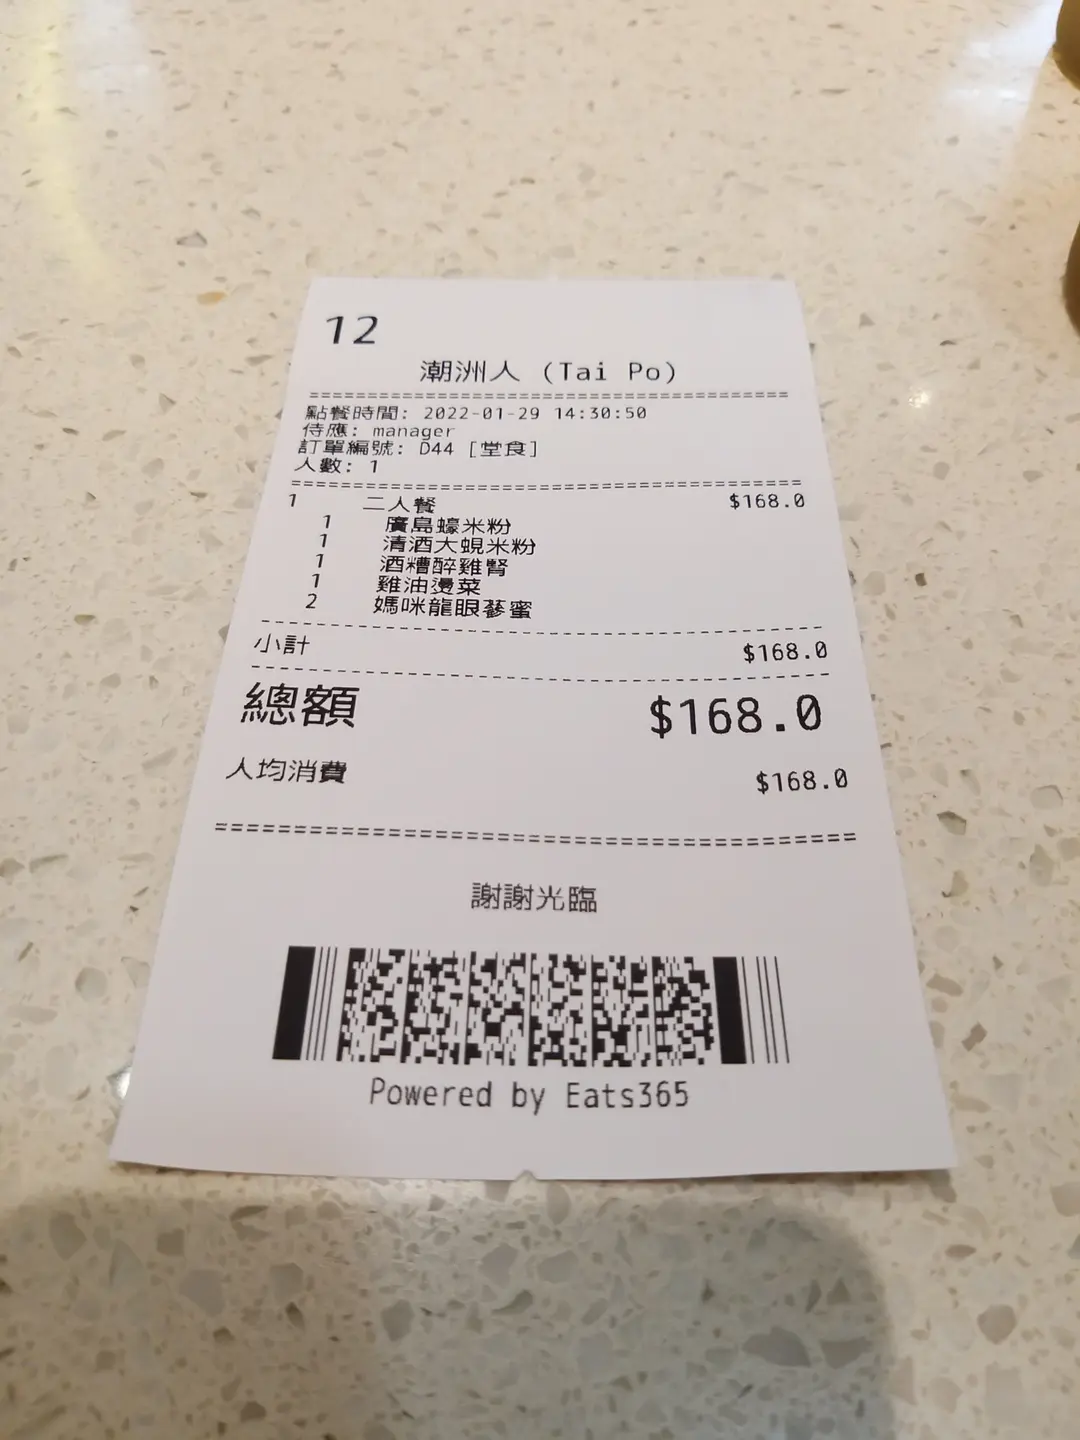 12
潮洲人 (Tai Po)
點餐時間: 2022-01-29 14:30:50
侍應: manager
訂單編號: D44 [堂食]
人數: 1
1 二人餐 $168.0
1 廣島蠔米粉
1 清酒大蜆米粉
1 酒糟醉雞腎
1 雞油燙菜
2 媽咪龍眼蔘蜜
小計 $168.0
總額 $168.0
人均消費 $168.0
謝謝光臨
Powered by Eats365